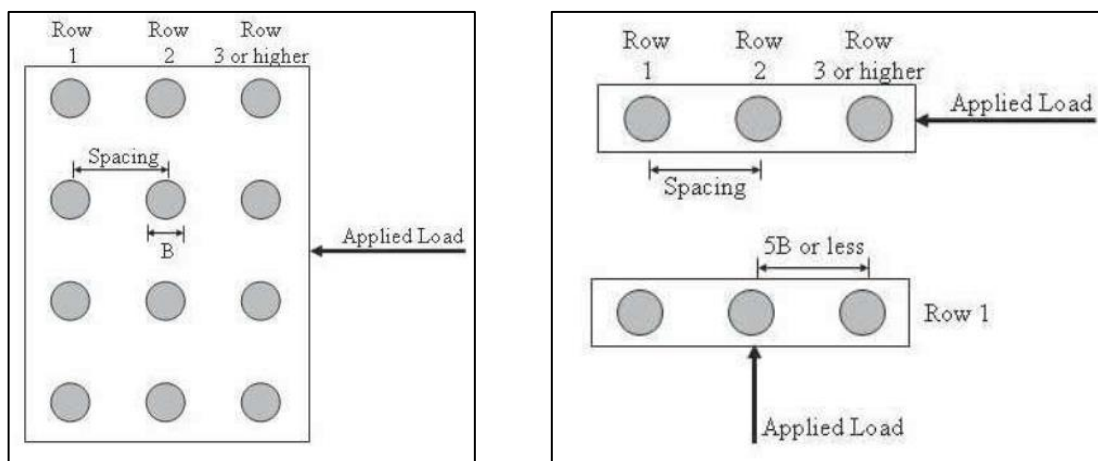 Row Row Row
1 2 3 or higher
Spacing
B
Applied Load
Row Row Row
1 2 3 or higher
Applied Load
Spacing
5B or less
Row 1
Applied Load